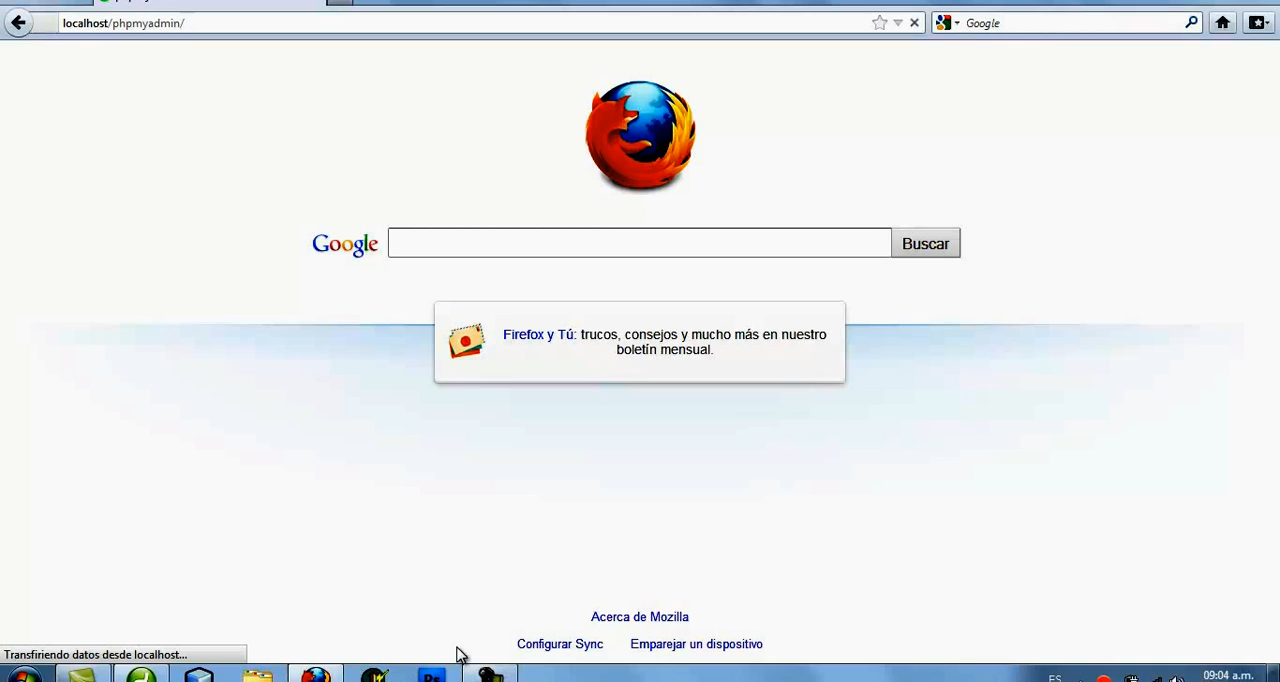 localhost/phpmyadmin/
Google
Google
Buscar
Firefox y Tú: trucos, consejos y mucho más en nuestro
boletín mensual.
Acerca de Mozilla
Configurar Sync
Emparejar un dispositivo
Transfiriendo datos desde localhost...
Ps
ES
09:04 a.m.